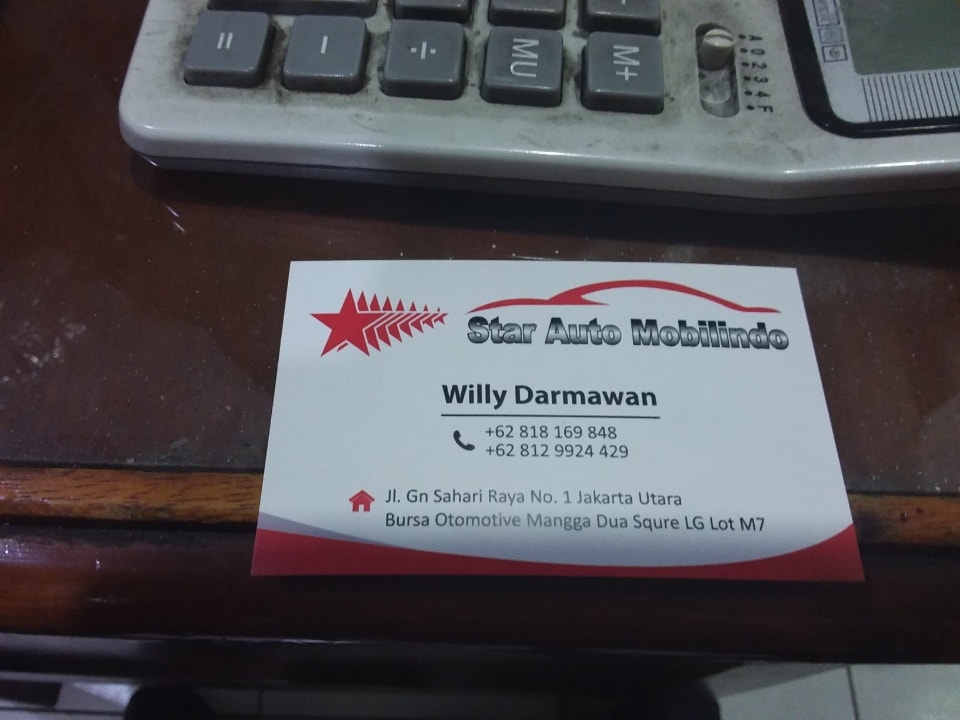 = − ÷ MU M+
A 0 2 3 4 F
Star Auto Mobilindo
Willy Darmawan
+62 818 169 848
+62 812 9924 429
Jl. Gn Sahari Raya No. 1 Jakarta Utara
Bursa Otomotive Mangga Dua Squre LG Lot M7